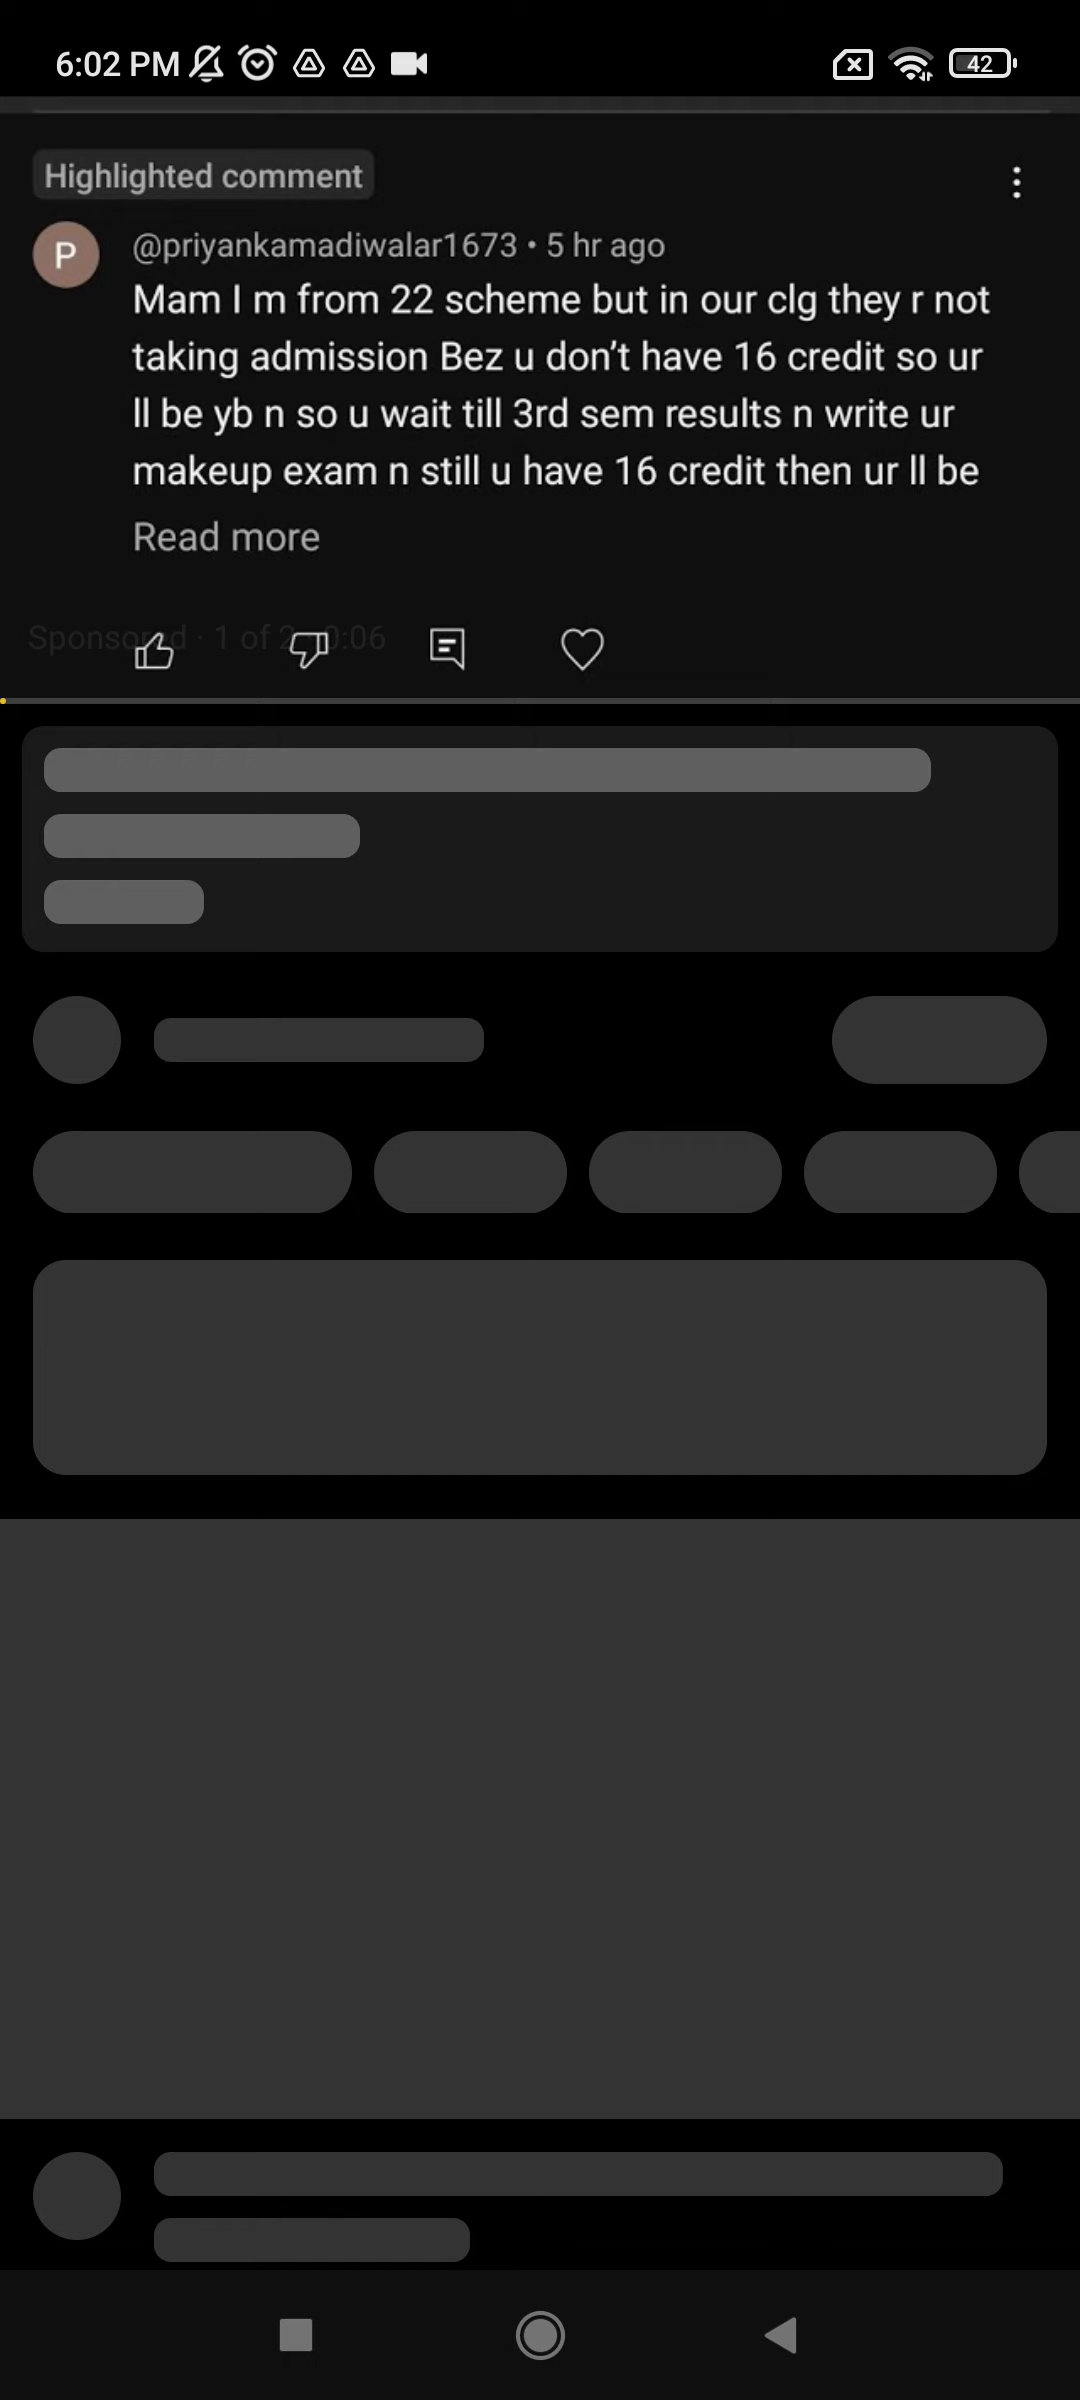 6:02 PM
42
Highlighted comment
P
@priyankamadiwalar1673 • 5 hr ago
Mam I m from 22 scheme but in our clg they r not
taking admission Bez u don’t have 16 credit so ur
ll be yb n so u wait till 3rd sem results n write ur
makeup exam n still u have 16 credit then ur ll be
Read more
Sponsored · 1 of 2 · 0:06